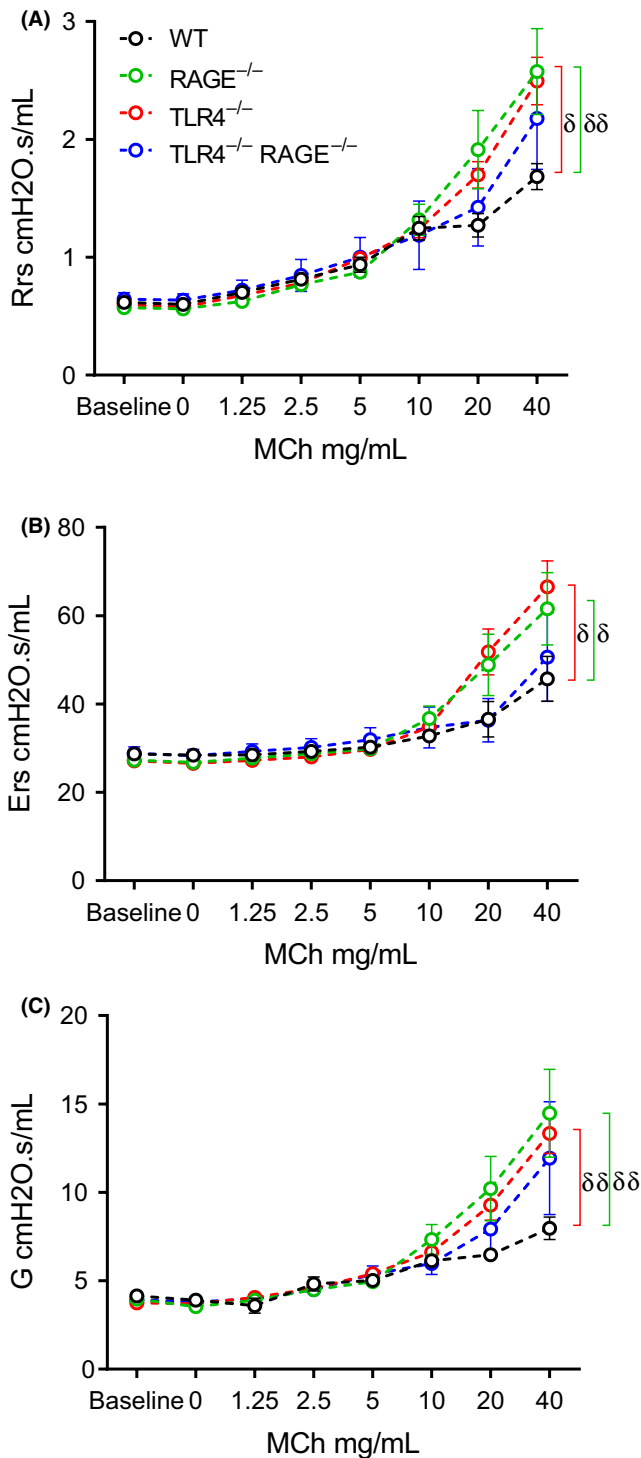 (A)
3
2
1
0
Rrs cmH2O.s/mL
WT
RAGE⁻/⁻
TLR4⁻/⁻
TLR4⁻/⁻ RAGE⁻/⁻
δ δδ
Baseline 0 1.25 2.5 5 10 20 40
MCh mg/mL
(B)
80
60
40
20
0
Ers cmH2O.s/mL
δ δ
Baseline 0 1.25 2.5 5 10 20 40
MCh mg/mL
(C)
20
15
10
5
0
G cmH2O.s/mL
δδ δδ
Baseline 0 1.25 2.5 5 10 20 40
MCh mg/mL